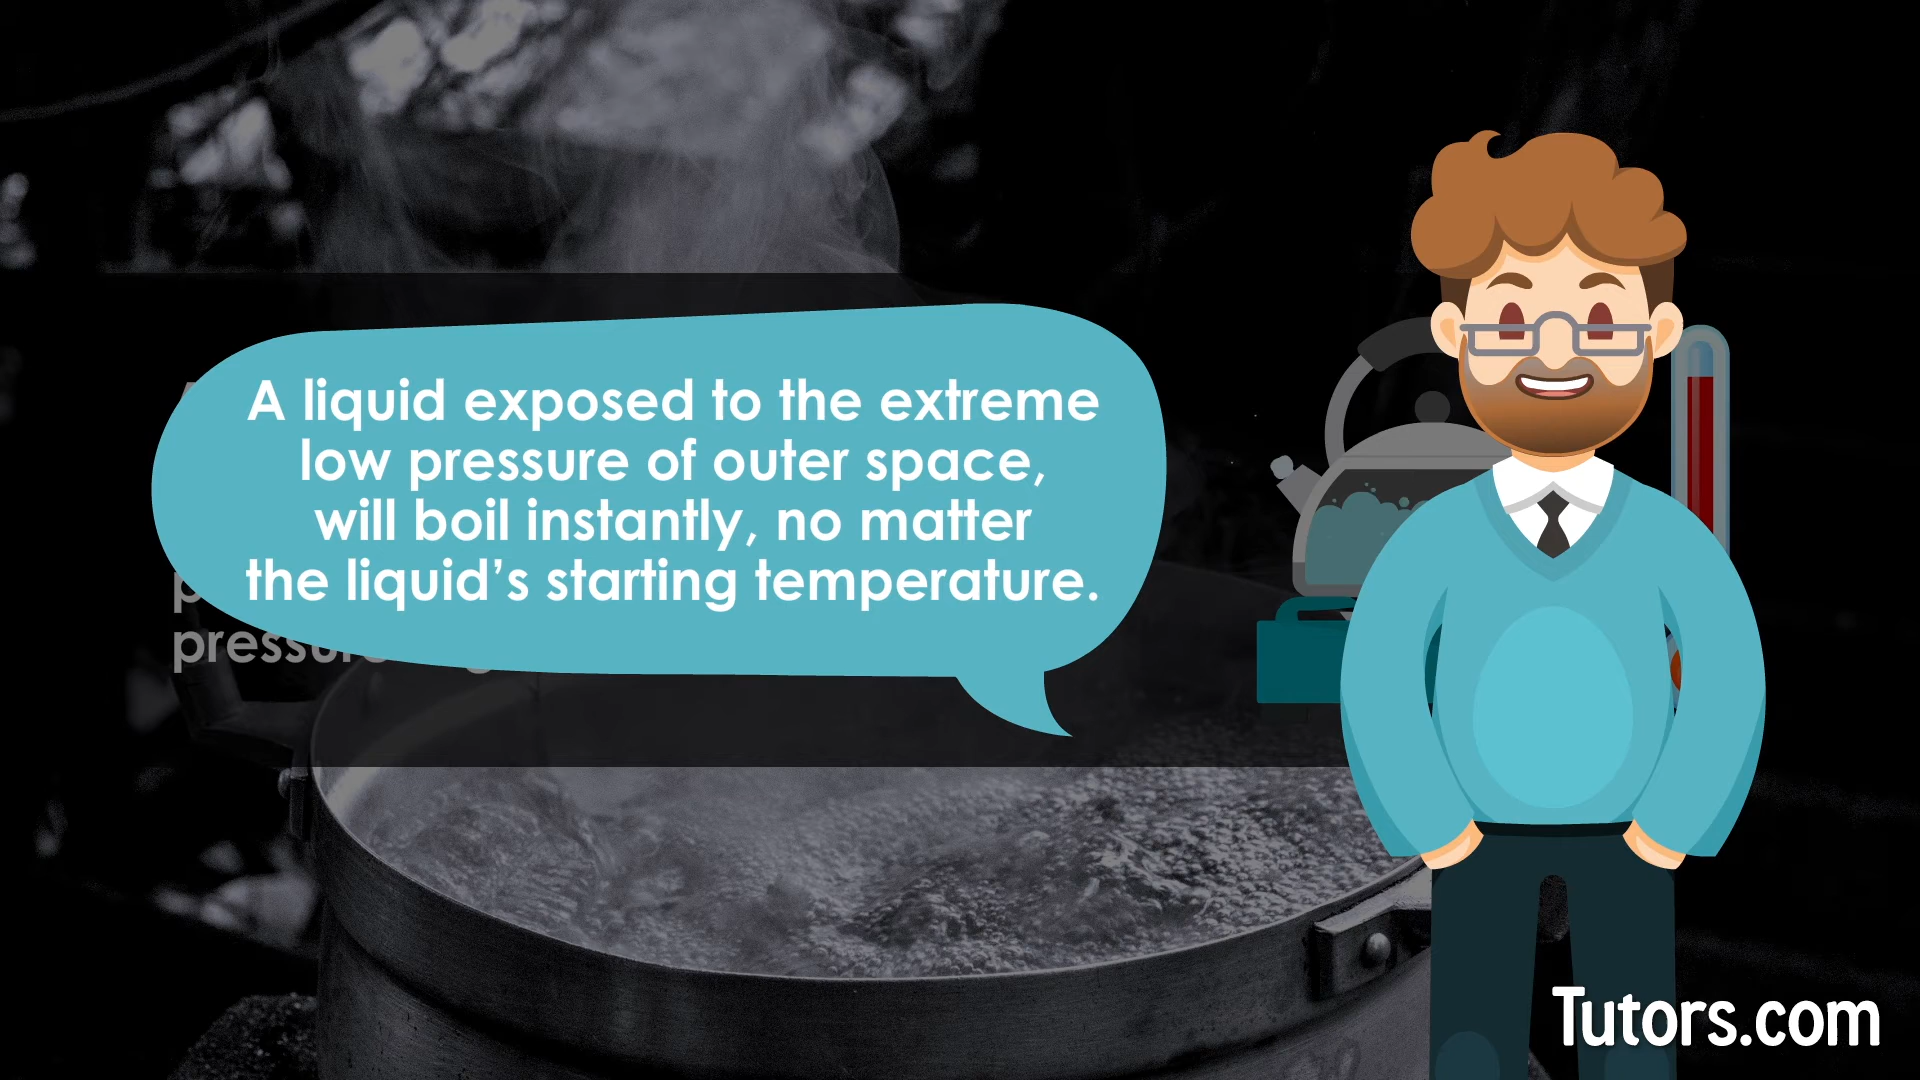 A liquid exposed to the extreme
low pressure of outer space,
will boil instantly, no matter
the liquid’s starting temperature.
Tutors.com